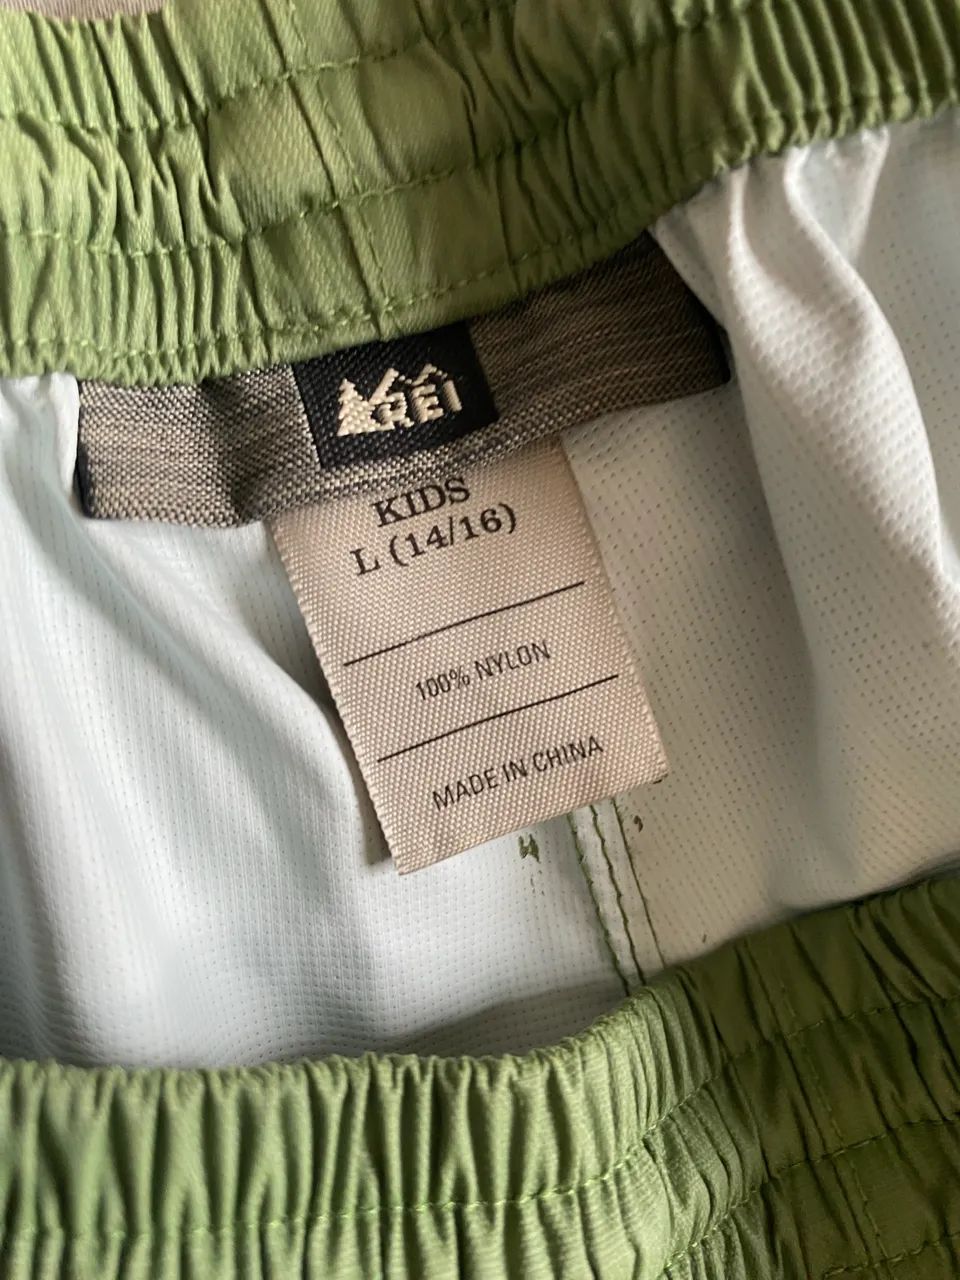 REI
KIDS
L (14/16)
100% NYLON
MADE IN CHINA